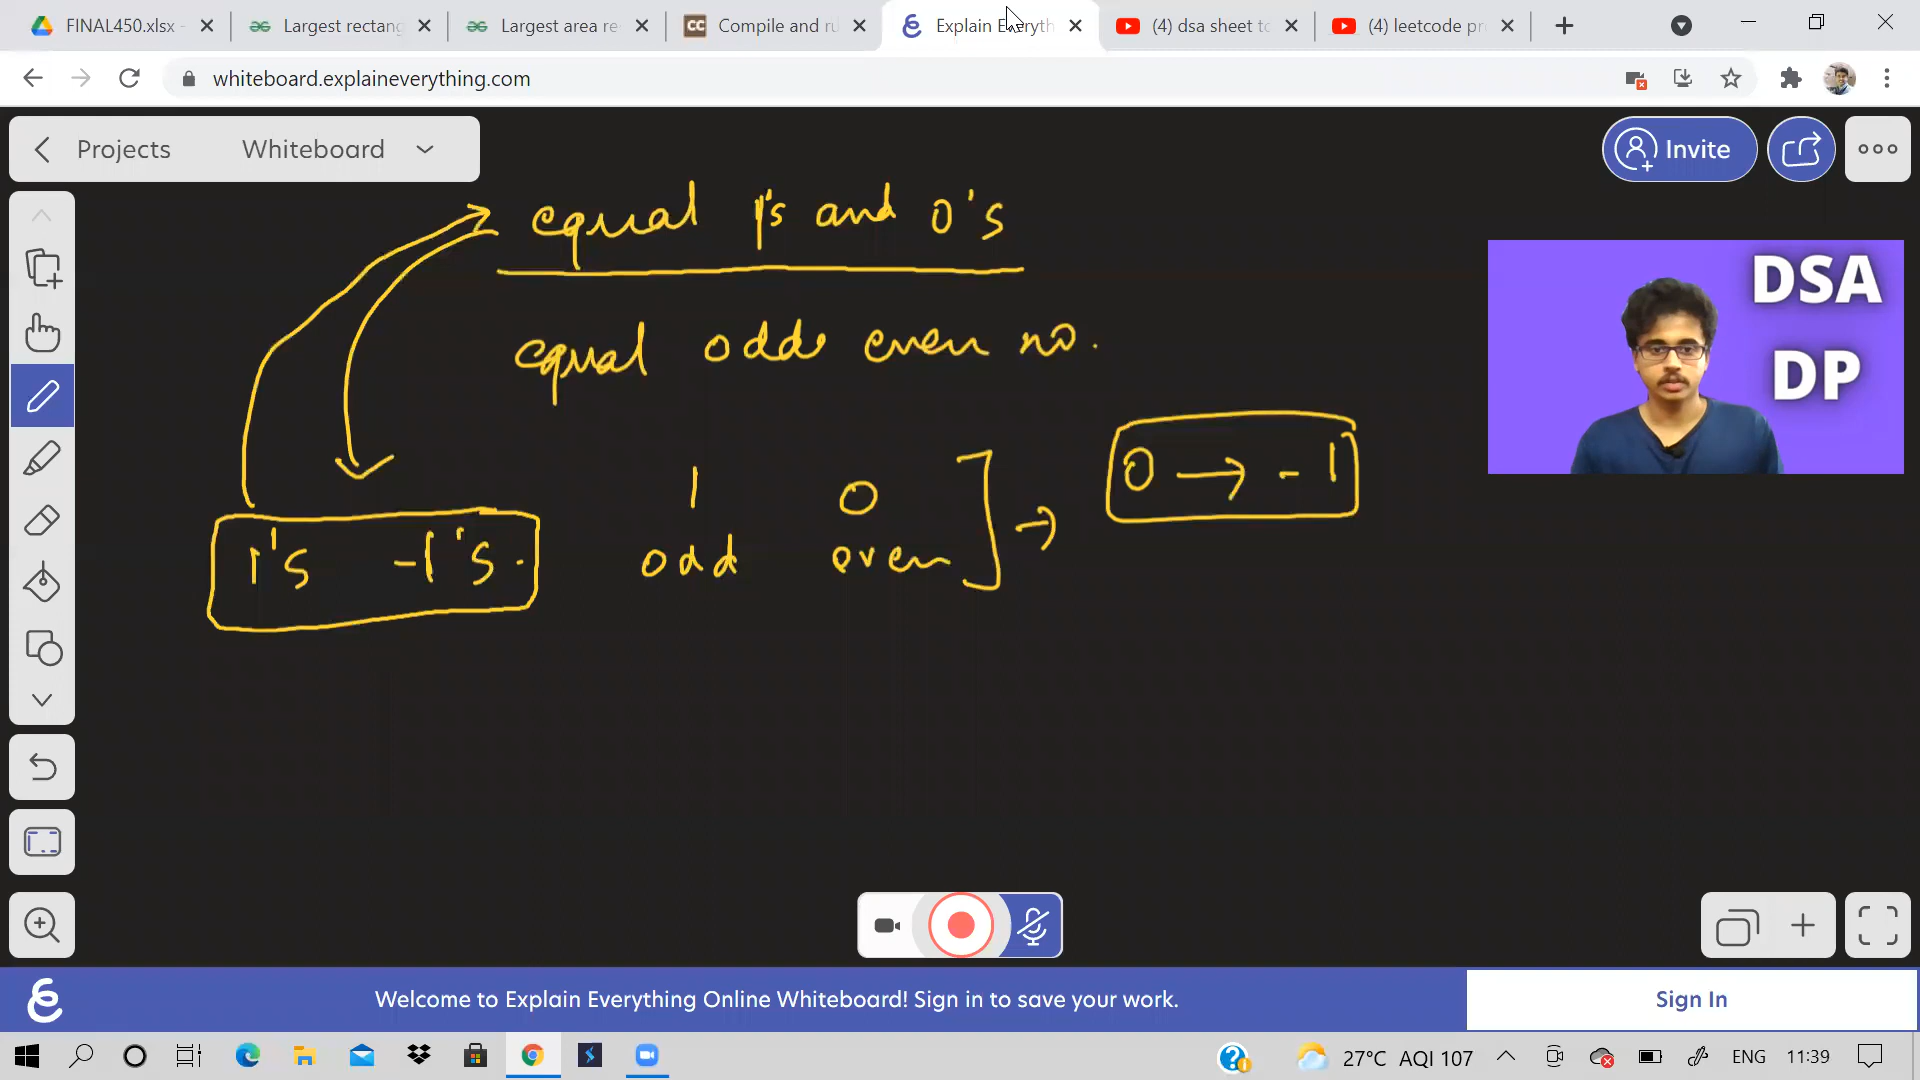 FINAL450.xlsx -
Largest rectang
Largest area re
CC Compile and ru
Explain Everyth
(4) dsa sheet to
(4) leetcode pr
whiteboard.explaineverything.com
Projects Whiteboard
Invite
equal 1's and 0's
equal odds even no.
DSA
DP
0 → - 1
1 0
1's -1's.
odd even
Welcome to Explain Everything Online Whiteboard! Sign in to save your work.
Sign In
27°C AQI 107
ENG
11:39